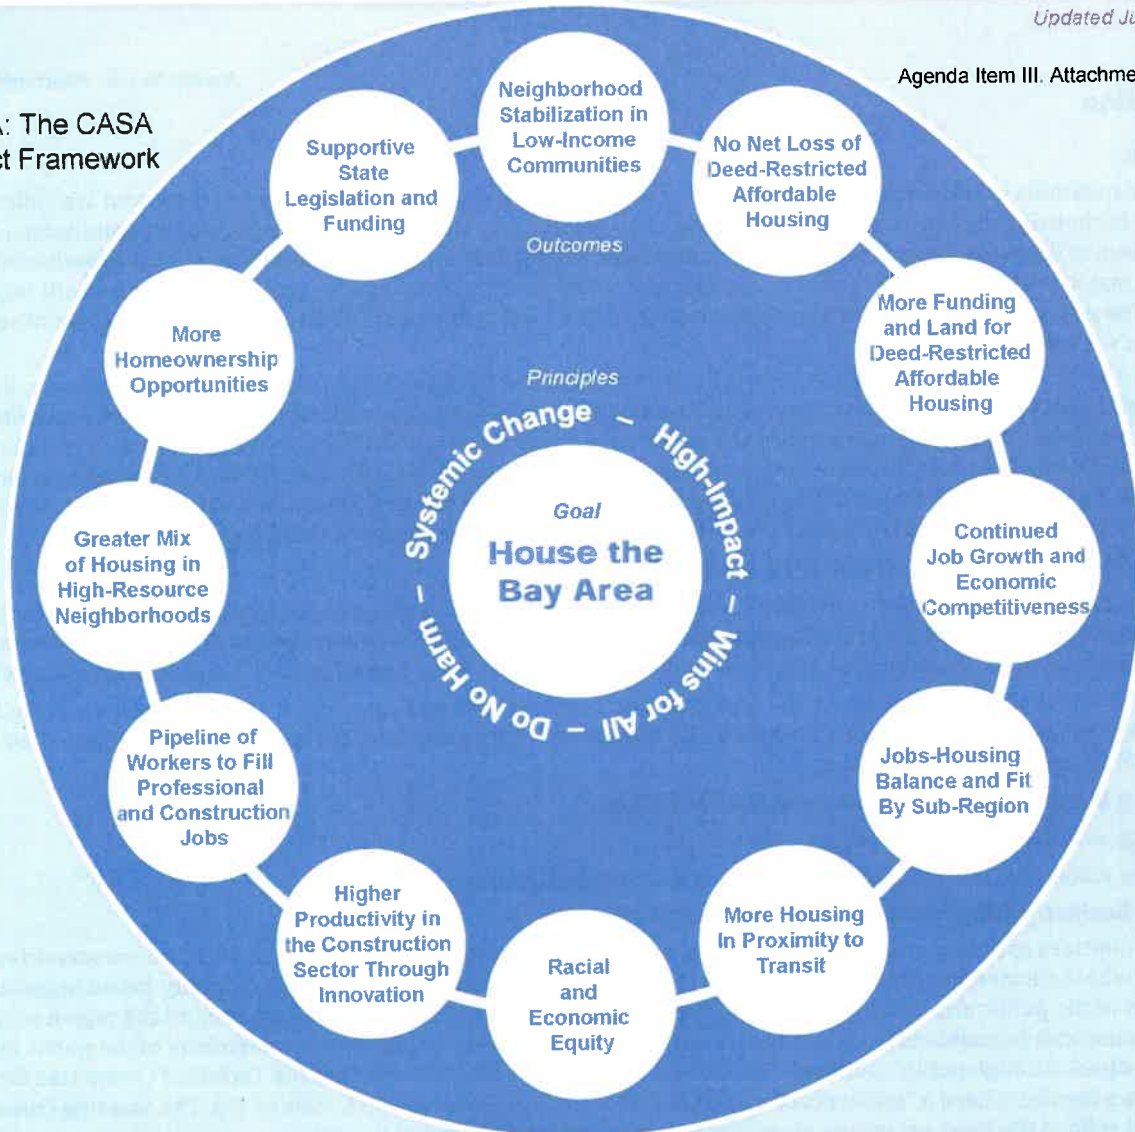 Updated Ju
Agenda Item III. Attachme
A: The CASA
ct Framework
Neighborhood
Stabilization in
Low-Income
Communities
No Net Loss of
Deed-Restricted
Affordable
Housing
More Funding
and Land for
Deed-Restricted
Affordable
Housing
Continued
Job Growth and
Economic
Competitiveness
Jobs-Housing
Balance and Fit
By Sub-Region
More Housing
In Proximity to
Transit
Racial
and
Economic
Equity
Higher
Productivity in
the Construction
Sector Through
Innovation
Pipeline of
Workers to Fill
Professional
and Construction
Jobs
Greater Mix
of Housing in
High-Resource
Neighborhoods
More
Homeownership
Opportunities
Supportive
State
Legislation and
Funding
Outcomes
Principles
Systemic Change – High-Impact – Wins for All – Do No Harm –
Goal
House the
Bay Area